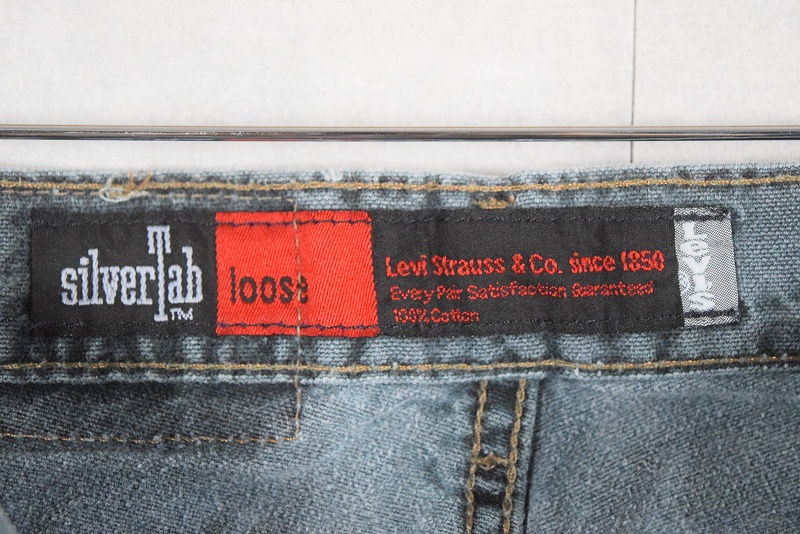 silverTab
TM
loose
Levi Strauss & Co. since 1850
Every Pair Satisfaction Guaranteed
100% Cotton
Levi's